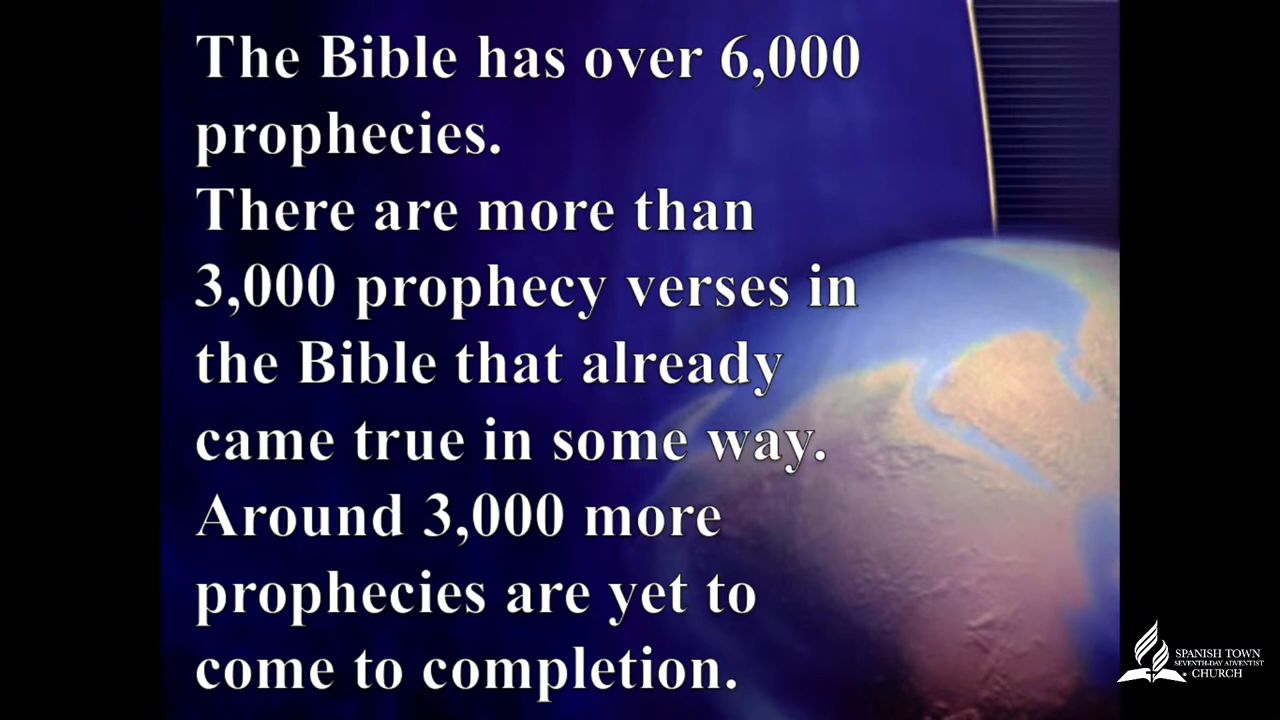 The Bible has over 6,000
prophecies.
There are more than
3,000 prophecy verses in
the Bible that already
came true in some way.
Around 3,000 more
prophecies are yet to
come to completion.
SPANISH TOWN
SEVENTH-DAY ADVENTIST
CHURCH